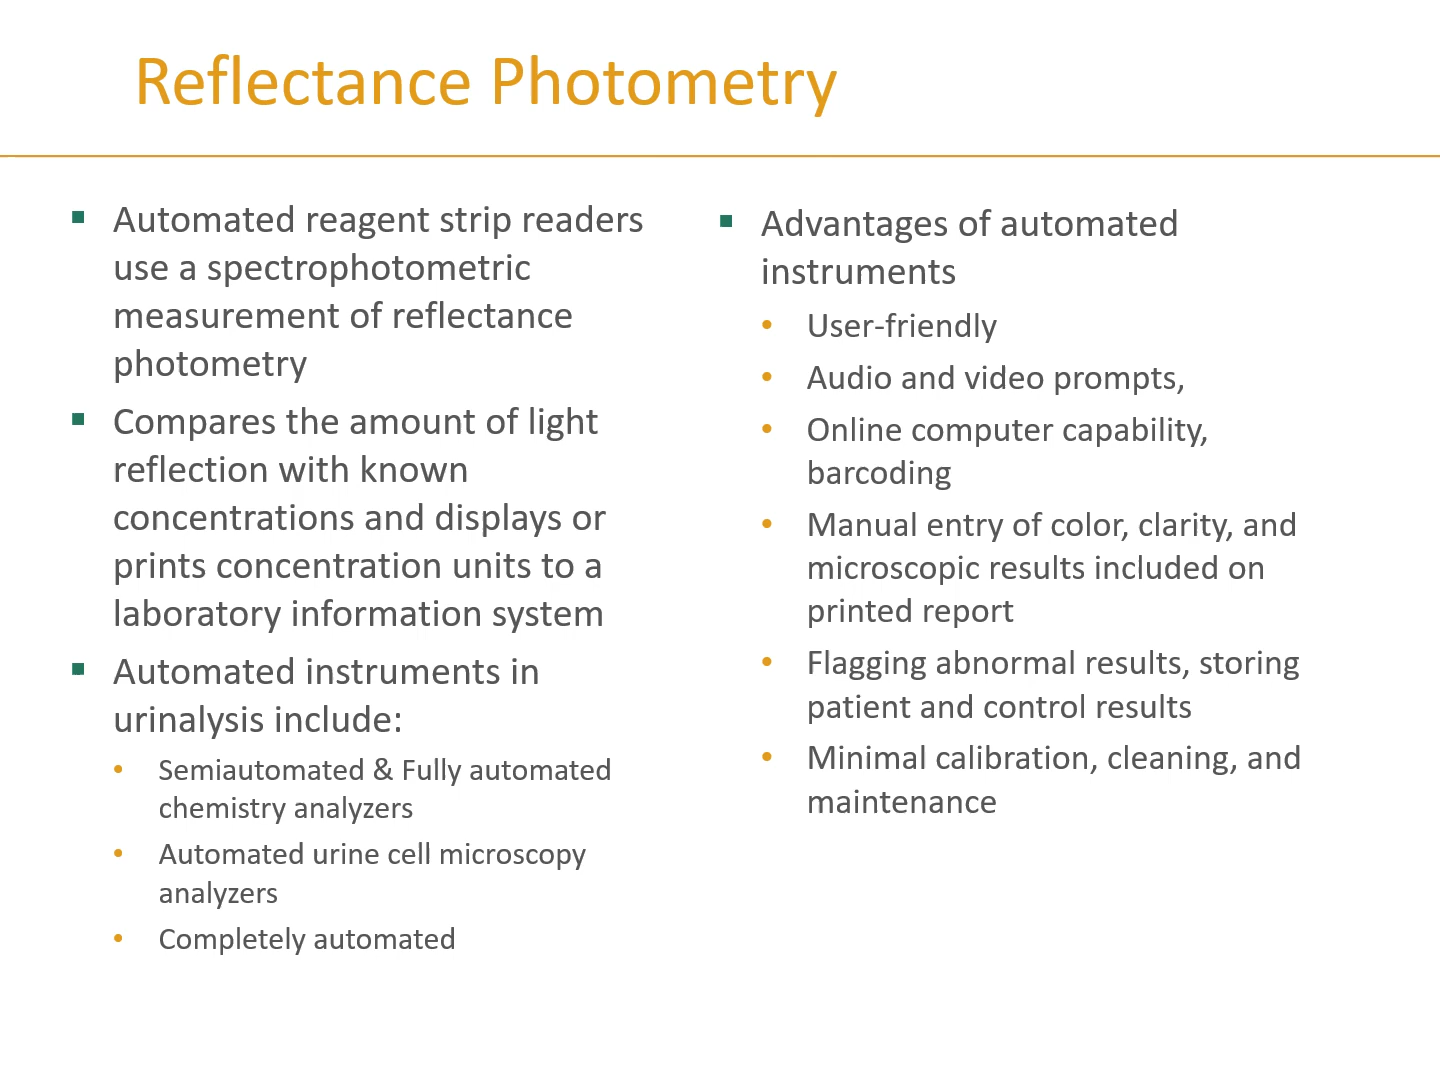 Reflectance Photometry
▪ Automated reagent strip readers
use a spectrophotometric
measurement of reflectance
photometry
▪ Compares the amount of light
reflection with known
concentrations and displays or
prints concentration units to a
laboratory information system
▪ Automated instruments in
urinalysis include:
• Semiautomated & Fully automated
chemistry analyzers
• Automated urine cell microscopy
analyzers
• Completely automated
▪ Advantages of automated
instruments
• User-friendly
• Audio and video prompts,
• Online computer capability,
barcoding
• Manual entry of color, clarity, and
microscopic results included on
printed report
• Flagging abnormal results, storing
patient and control results
• Minimal calibration, cleaning, and
maintenance